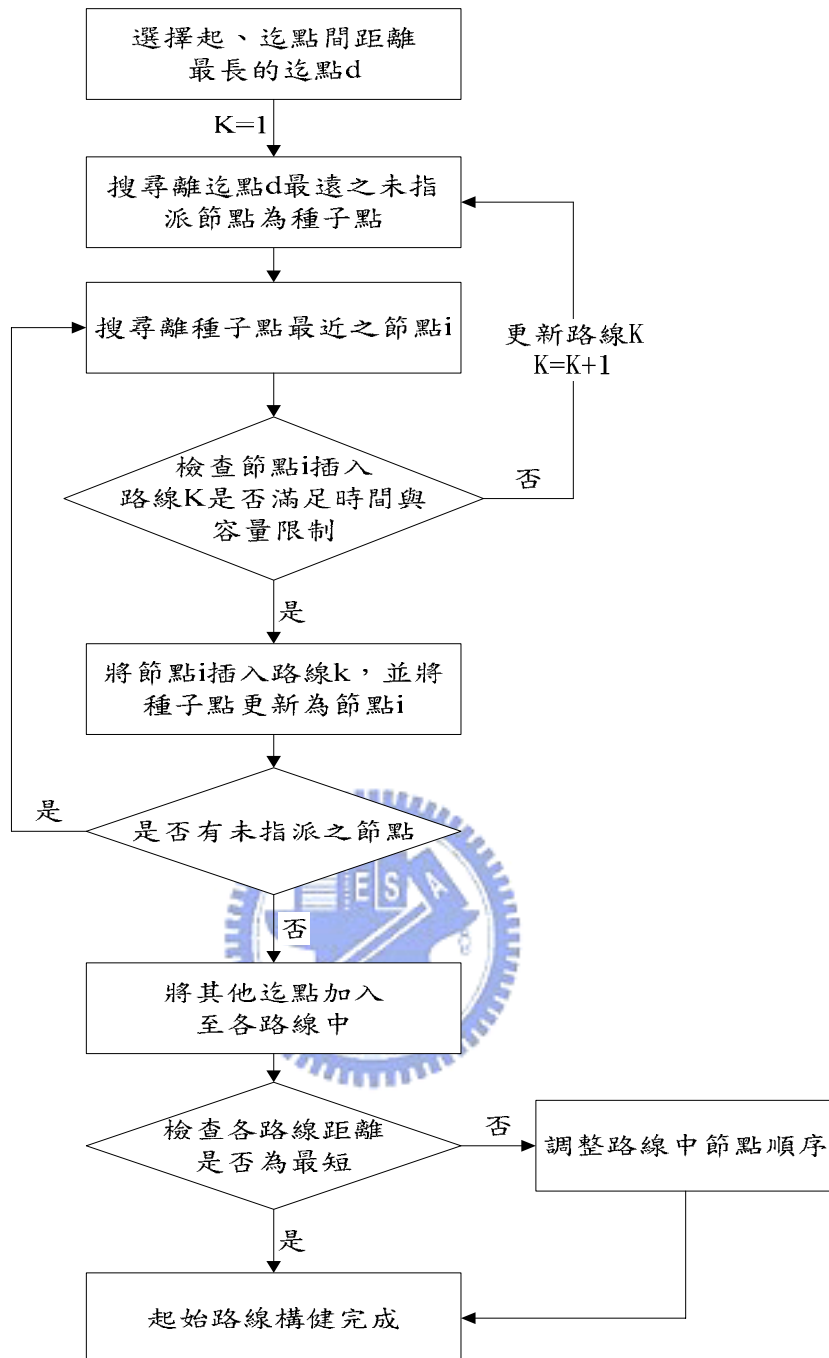 選擇起、迄點間距離
最長的迄點d
K=1
搜尋離迄點d最遠之未指
派節點為種子點
搜尋離種子點最近之節點i
更新路線K
K=K+1
檢查節點i插入
路線K是否滿足時間與
容量限制
否
是
將節點i插入路線k，並將
種子點更新為節點i
是
是否有未指派之節點
ESA
否
將其他迄點加入
至各路線中
檢查各路線距離
是否為最短
否
調整路線中節點順序
是
起始路線構健完成